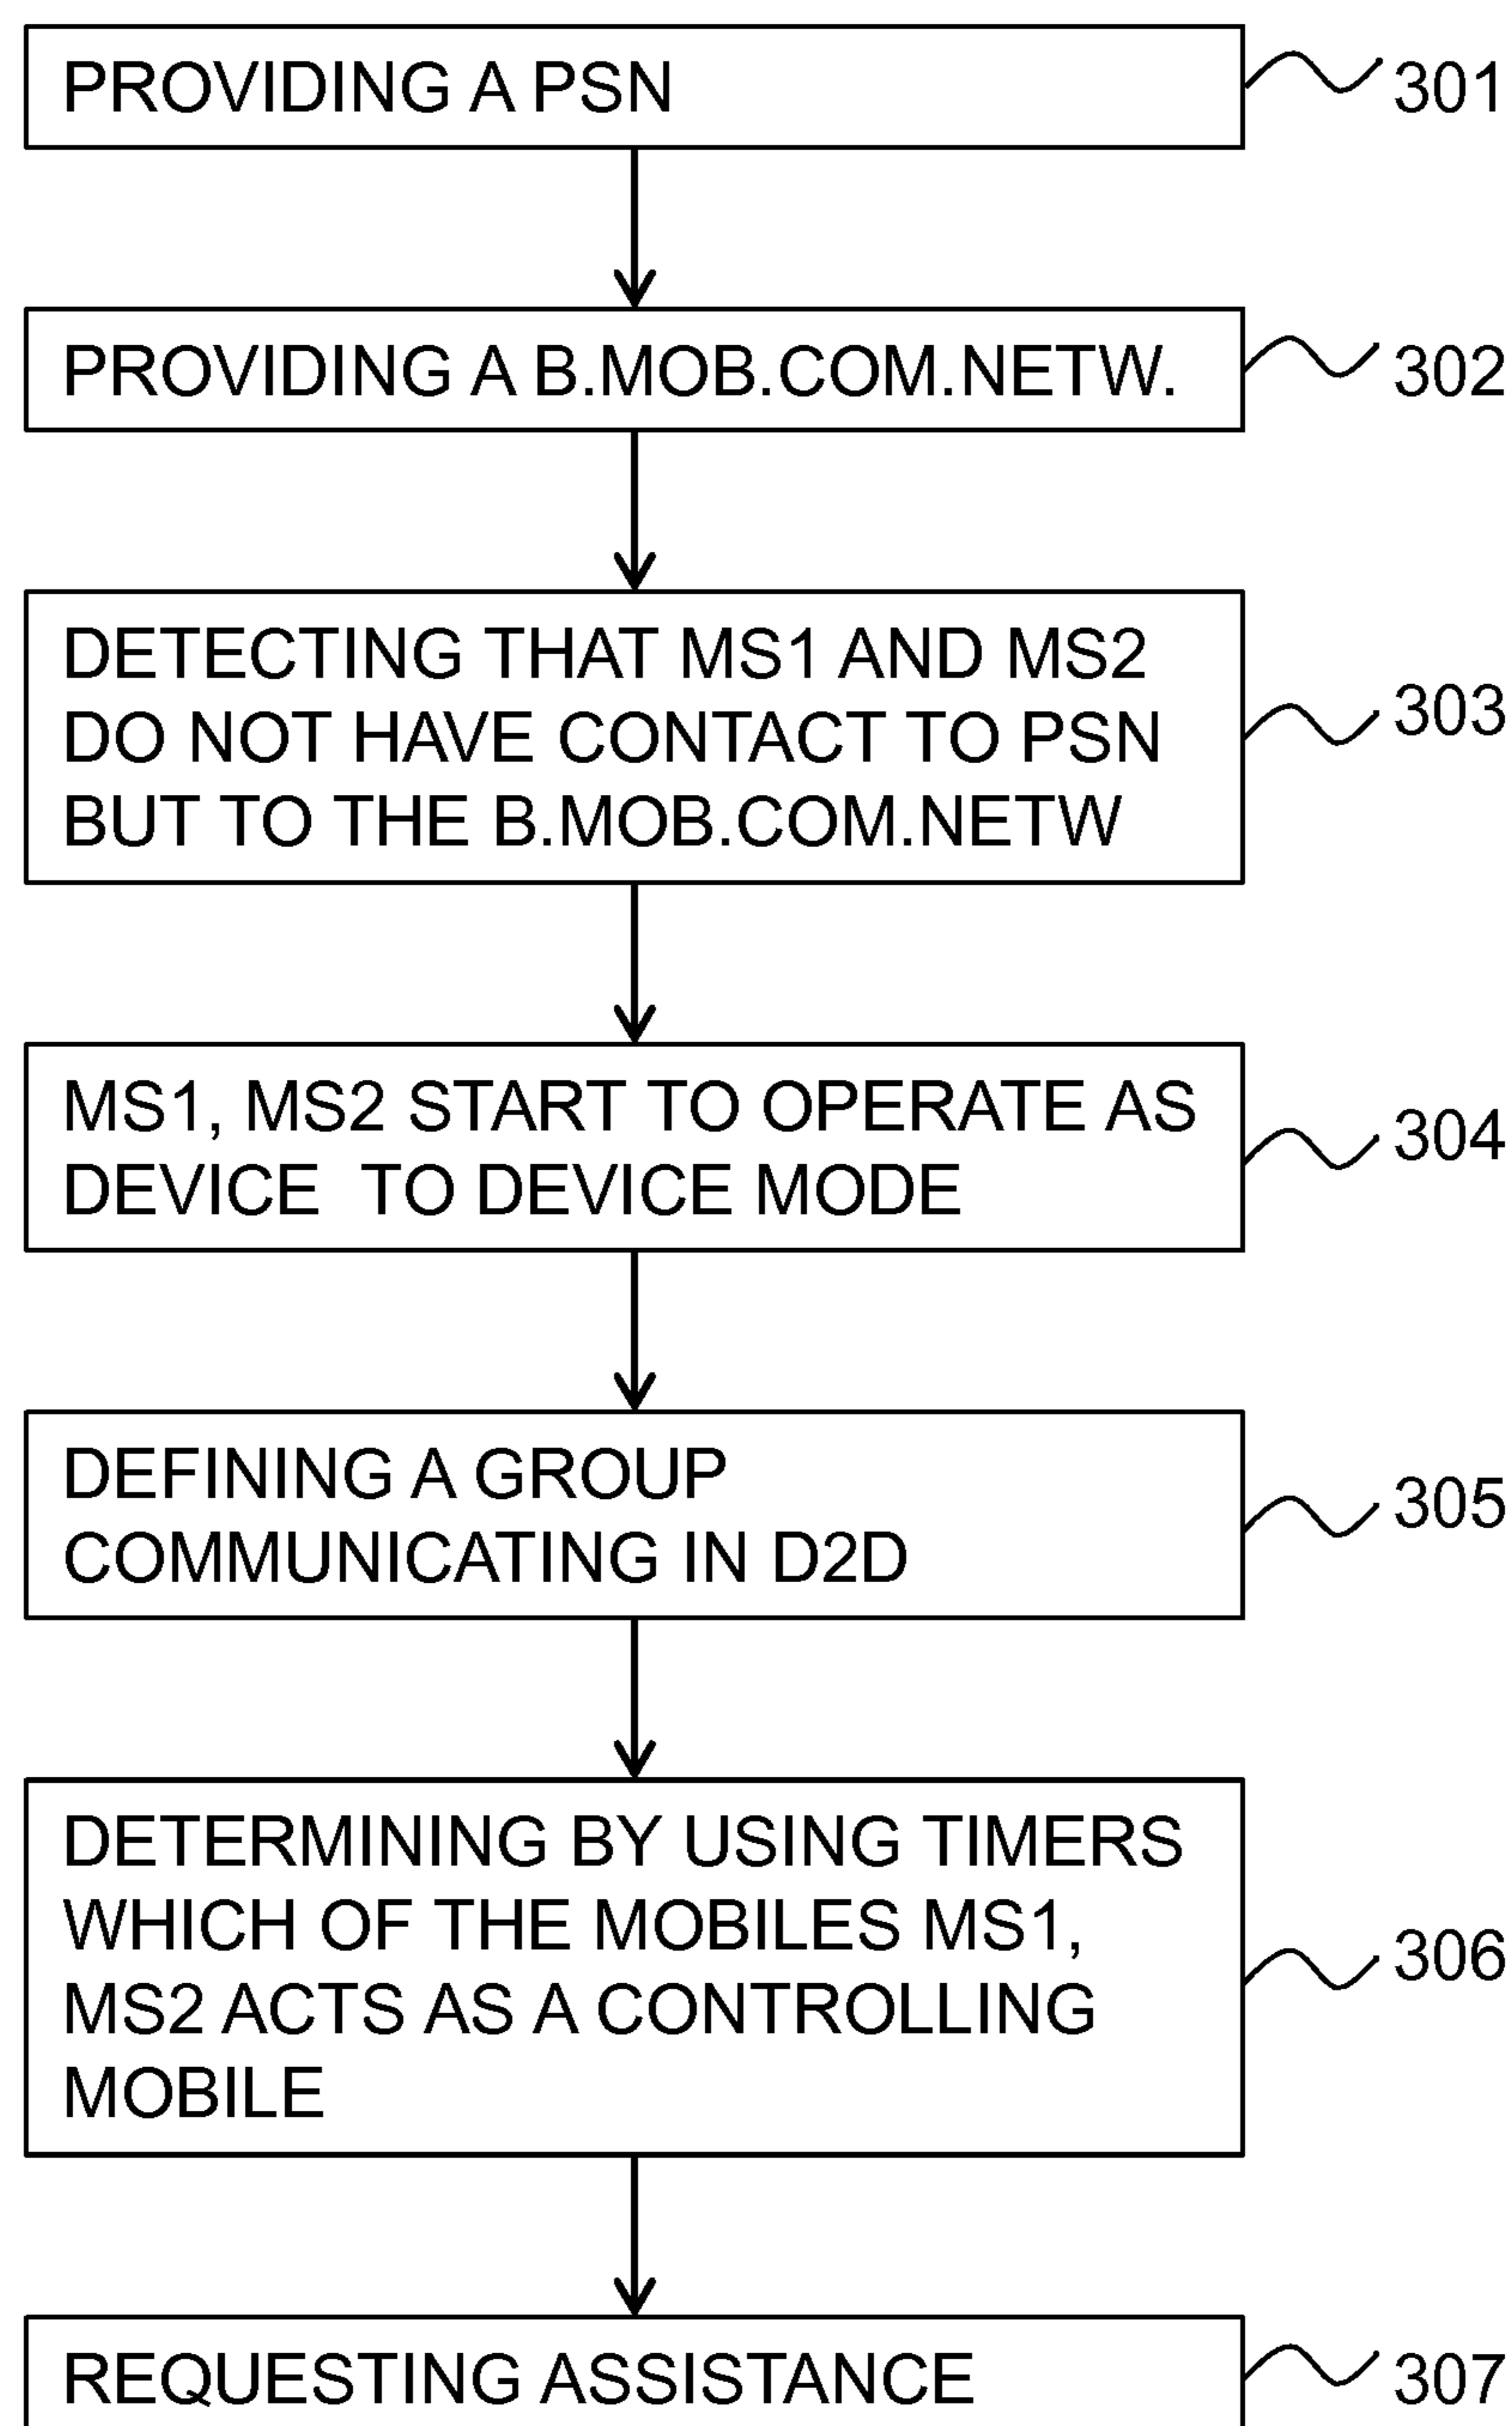 PROVIDING A PSN
301
PROVIDING A B.MOB.COM.NETW.
302
DETECTING THAT MS1 AND MS2
DO NOT HAVE CONTACT TO PSN
BUT TO THE B.MOB.COM.NETW
303
MS1, MS2 START TO OPERATE AS
DEVICE TO DEVICE MODE
304
DEFINING A GROUP
COMMUNICATING IN D2D
305
DETERMINING BY USING TIMERS
WHICH OF THE MOBILES MS1,
MS2 ACTS AS A CONTROLLING
MOBILE
306
REQUESTING ASSISTANCE
307